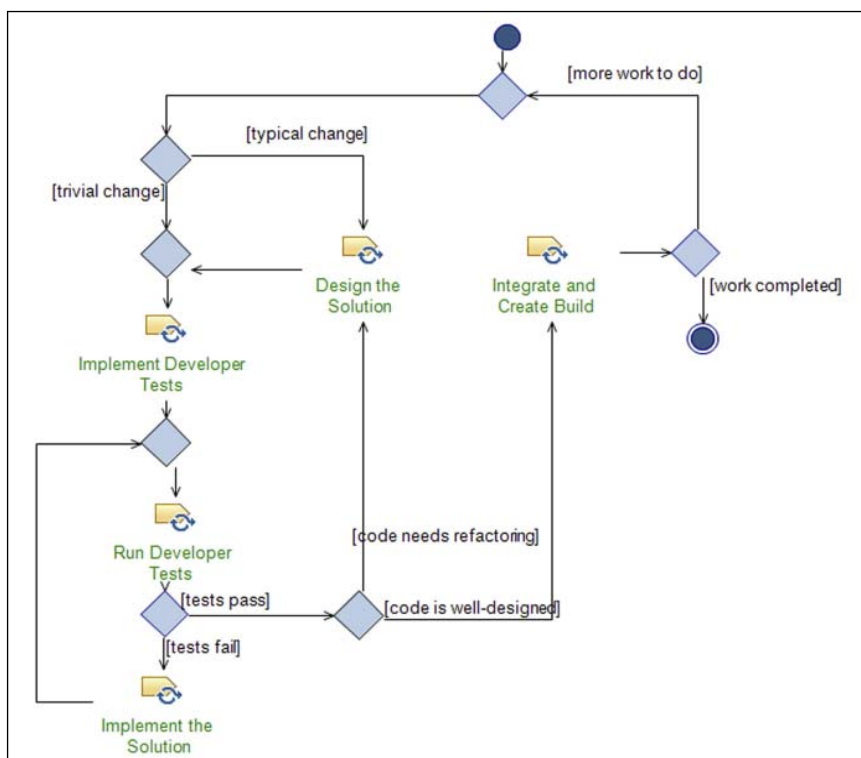 [more work to do]
[typical change]
[trivial change]
Design the
Solution
Integrate and
Create Build
[work completed]
Implement Developer
Tests
Run Developer
Tests
[code needs refactoring]
[tests pass]
[code is well-designed]
[tests fail]
Implement the
Solution